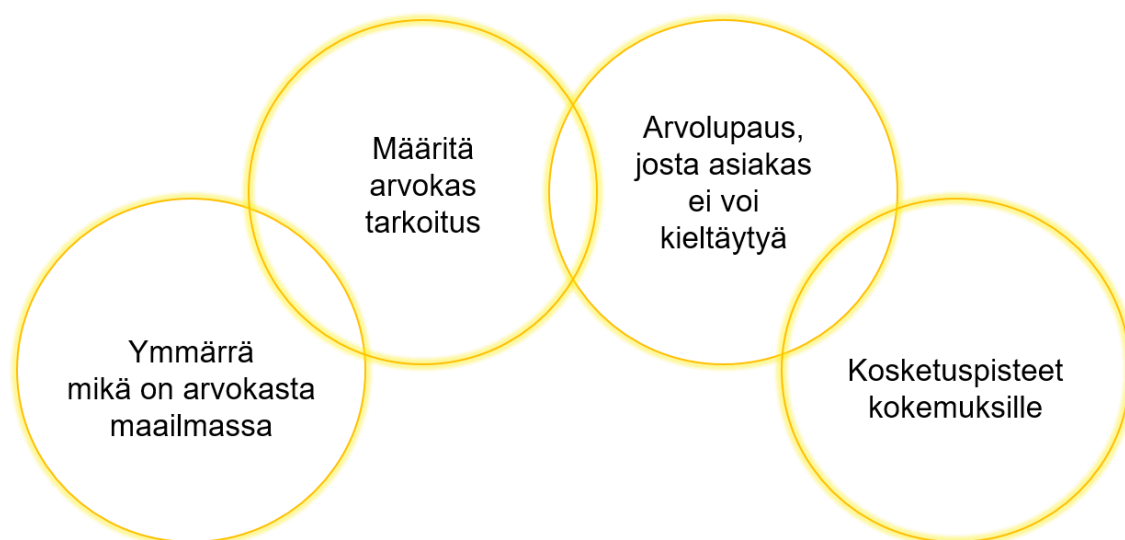 Ymmärrä
mikä on arvokasta
maailmassa
Määritä
arvokas
tarkoitus
Arvolupaus,
josta asiakas
ei voi
kieltäytyä
Kosketuspisteet
kokemuksille